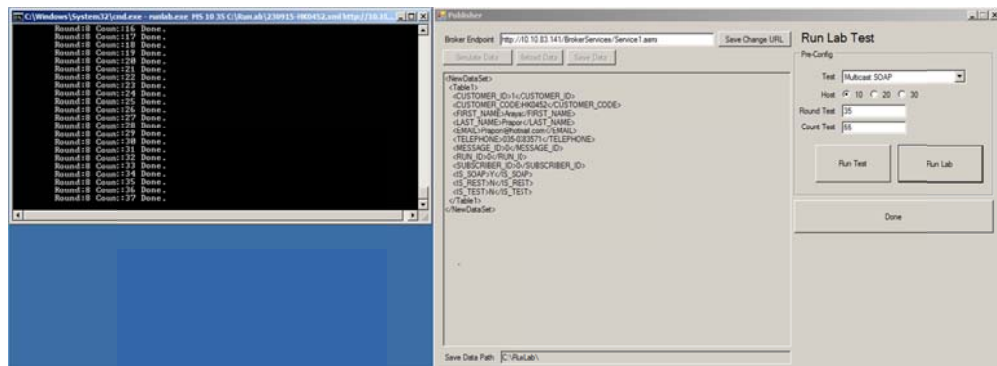 C:\Windows\System32\cmd.exe - runlab.exe MS 10 35 C:\RunLab\230915-HK0452.xml http://10.10.
Round:8 Count:16 Done.
Round:8 Count:17 Done.
Round:8 Count:18 Done.
Round:8 Count:19 Done.
Round:8 Count:20 Done.
Round:8 Count:21 Done.
Round:8 Count:22 Done.
Round:8 Count:23 Done.
Round:8 Count:24 Done.
Round:8 Count:25 Done.
Round:8 Count:26 Done.
Round:8 Count:27 Done.
Round:8 Count:28 Done.
Round:8 Count:29 Done.
Round:8 Count:30 Done.
Round:8 Count:31 Done.
Round:8 Count:32 Done.
Round:8 Count:33 Done.
Round:8 Count:34 Done.
Round:8 Count:35 Done.
Round:8 Count:36 Done.
Round:8 Count:37 Done.
Publisher
Broker Endpoint http://10.10.83.141/BrokerServices/Service1.asmx Save Change URL
Simulate Data Reload Data Save Data
<NewDataSet>
<Table1>
<CUSTOMER_ID>1</CUSTOMER_ID>
<CUSTOMER_CODE>HK0452</CUSTOMER_CODE>
<FIRST_NAME>Araya</FIRST_NAME>
<LAST_NAME>Prapor</LAST_NAME>
<EMAIL>Prapor@hotmail.com</EMAIL>
<TELEPHONE>035-0383571</TELEPHONE>
<MESSAGE_ID>0</MESSAGE_ID>
<RUN_ID>0</RUN_ID>
<SUBSCRIBER_ID>0</SUBSCRIBER_ID>
<IS_SOAP>Y</IS_SOAP>
<IS_REST>N</IS_REST>
<IS_TEST>N</IS_TEST>
</Table1>
</NewDataSet>
Save Data Path C:\RunLab\
Run Lab Test
Pre-Config
Test Multicast SOAP
Host 10 20 30
Round Test 35
Count Test 66
Run Test Run Lab
Done